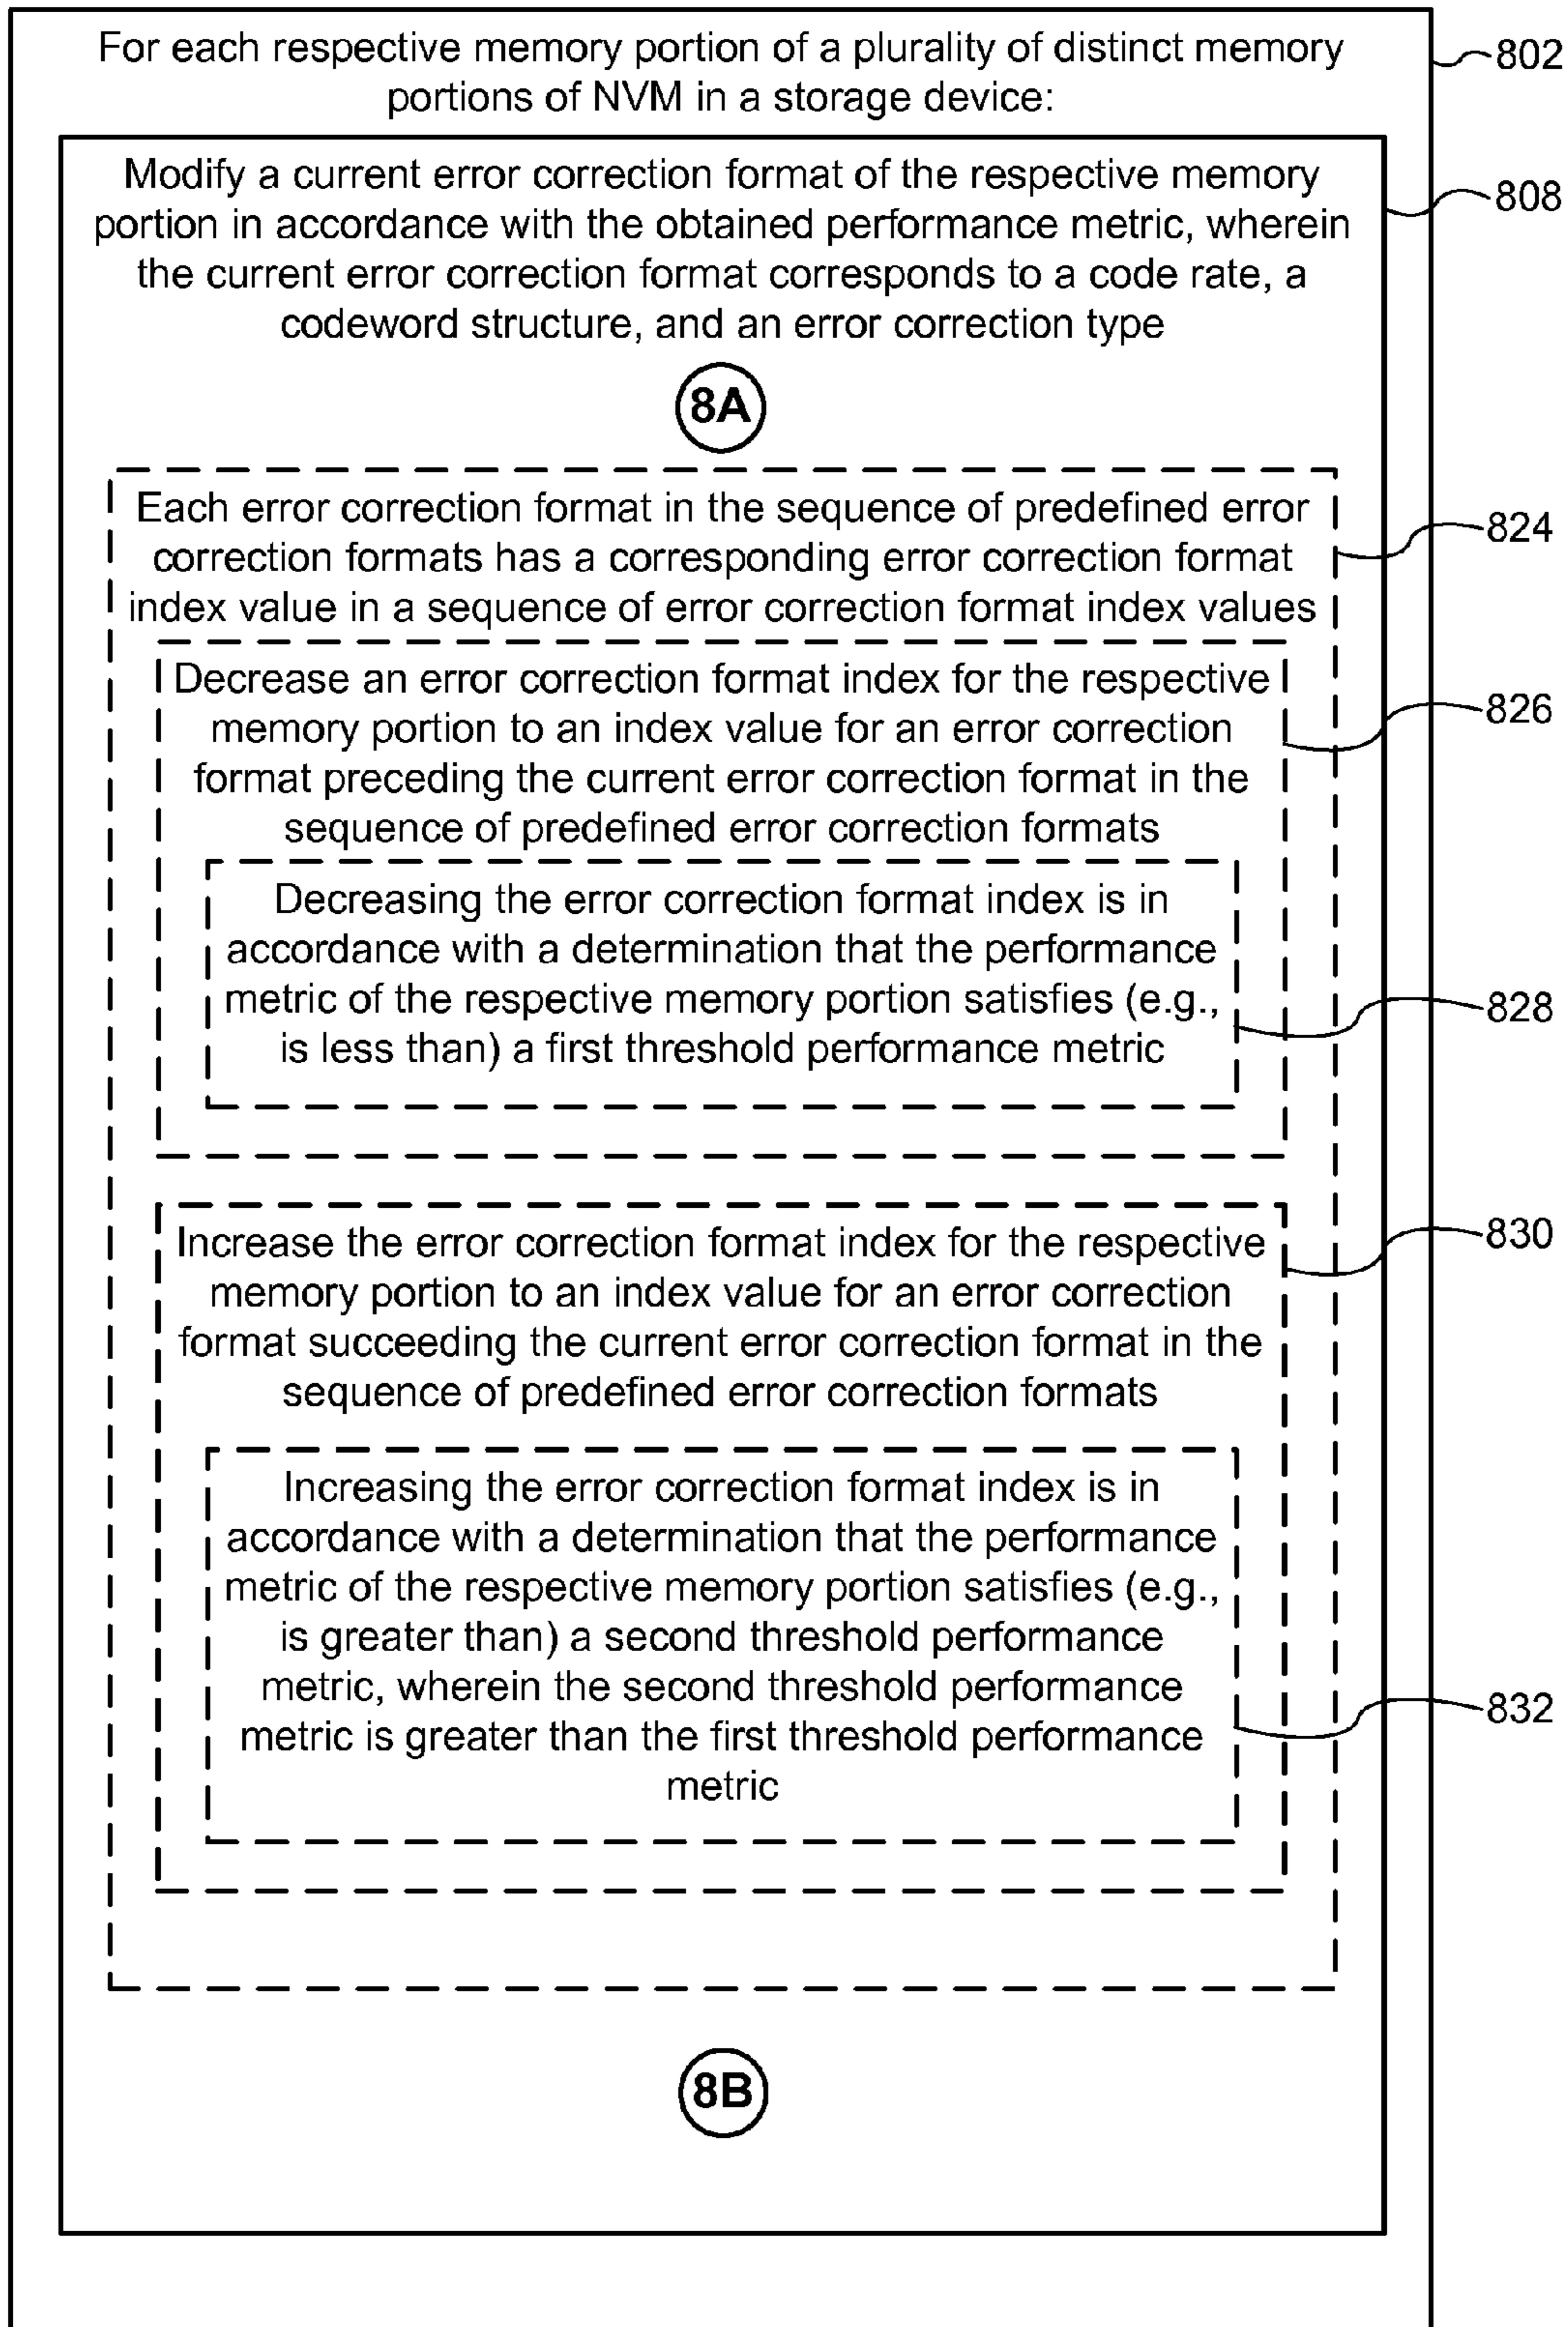 For each respective memory portion of a plurality of distinct memory
portions of NVM in a storage device:
802
Modify a current error correction format of the respective memory
portion in accordance with the obtained performance metric, wherein
the current error correction format corresponds to a code rate, a
codeword structure, and an error correction type
808
8A
Each error correction format in the sequence of predefined error
correction formats has a corresponding error correction format
index value in a sequence of error correction format index values
824
Decrease an error correction format index for the respective
memory portion to an index value for an error correction
format preceding the current error correction format in the
sequence of predefined error correction formats
826
Decreasing the error correction format index is in
accordance with a determination that the performance
metric of the respective memory portion satisfies (e.g.,
is less than) a first threshold performance metric
828
Increase the error correction format index for the respective
memory portion to an index value for an error correction
format succeeding the current error correction format in the
sequence of predefined error correction formats
830
Increasing the error correction format index is in
accordance with a determination that the performance
metric of the respective memory portion satisfies (e.g.,
is greater than) a second threshold performance
metric, wherein the second threshold performance
metric is greater than the first threshold performance
metric
832
8B